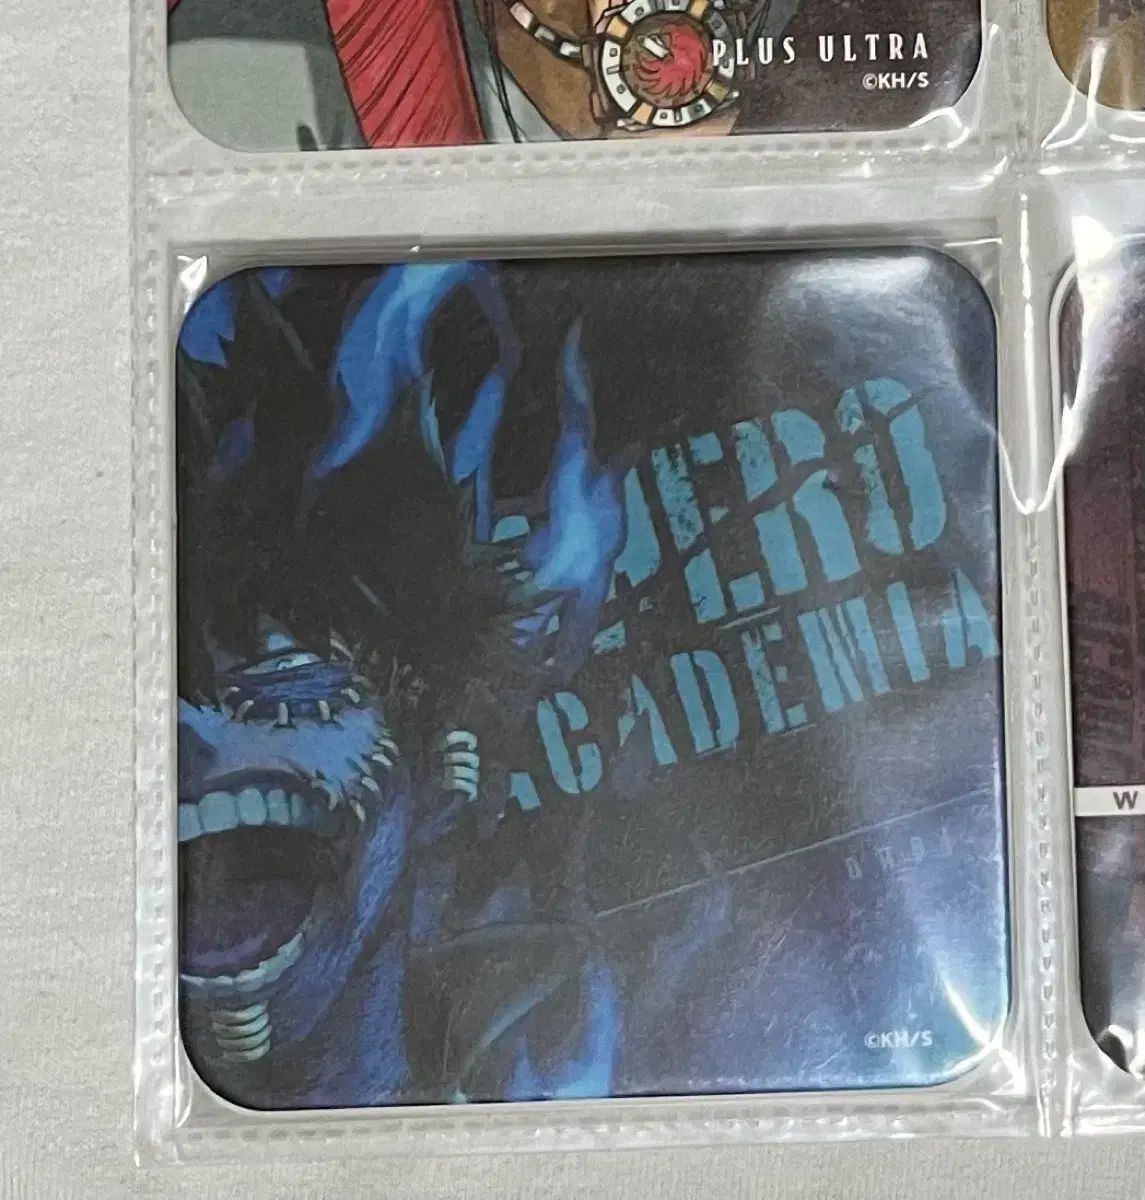 PLUS ULTRA
©KH/S
HERO
ACADEMIA
W
©KH/S